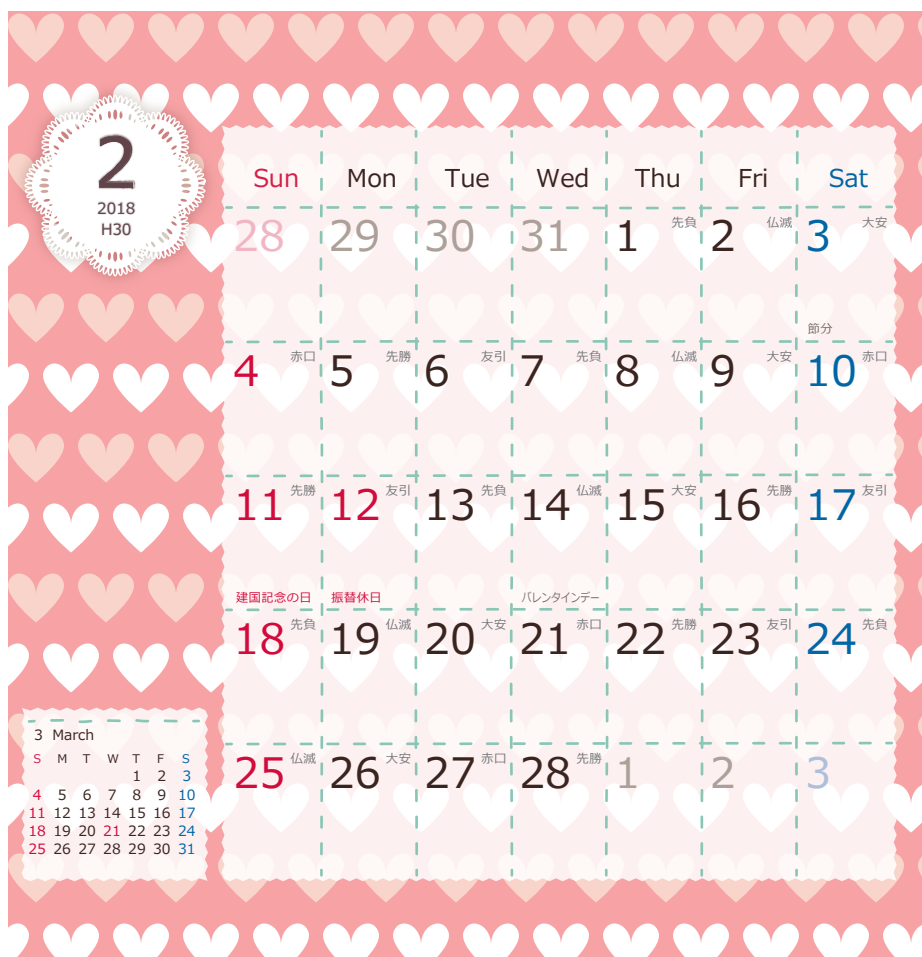 2
2018
H30
Sun Mon Tue Wed Thu Fri Sat
28 29 30 31 1 先負 2 仏滅 3 大安
節分
4 赤口 5 先勝 6 友引 7 先負 8 仏滅 9 大安 10 赤口
11 先勝 12 友引 13 先負 14 仏滅 15 大安 16 先勝 17 友引
建国記念の日 振替休日 バレンタインデー
18 先負 19 仏滅 20 大安 21 赤口 22 先勝 23 友引 24 先負
25 仏滅 26 大安 27 赤口 28 先勝 1 2 3
3 March
S M T W T F S
1 2 3
4 5 6 7 8 9 10
11 12 13 14 15 16 17
18 19 20 21 22 23 24
25 26 27 28 29 30 31